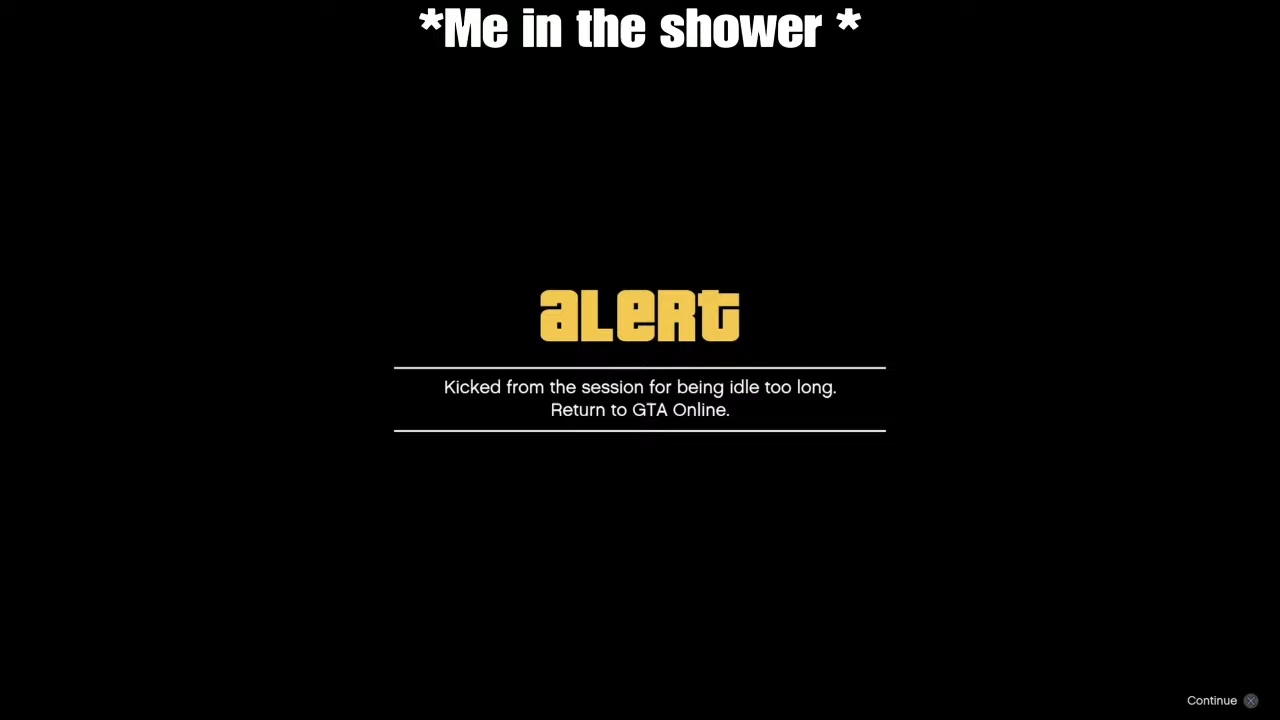 *Me in the shower *
aLeRt
Kicked from the session for being idle too long.
Return to GTA Online.
Continue